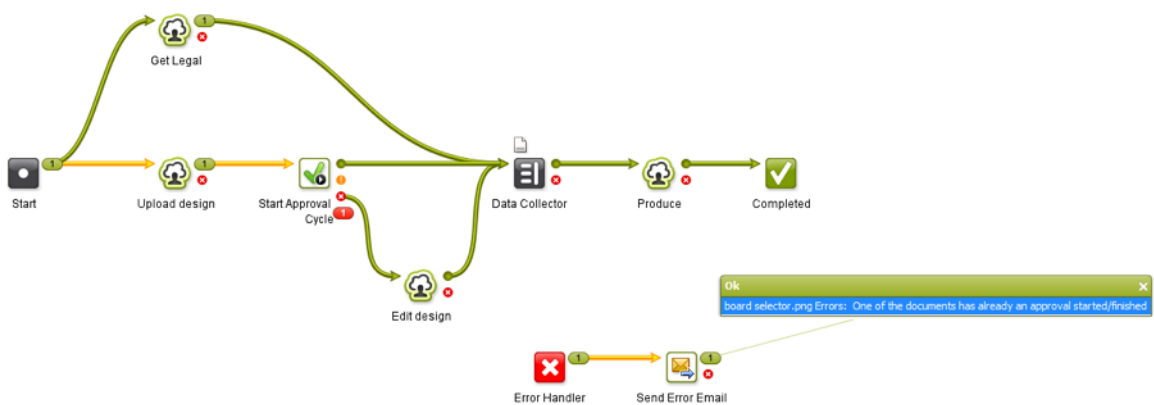 1
Get Legal
1
1
Start
Upload design
Start Approval
Cycle
1
Data Collector
Produce
Completed
Edit design
Ok
board selector.png Errors: One of the documents has already an approval started/finished
1
1
Error Handler
Send Error Email